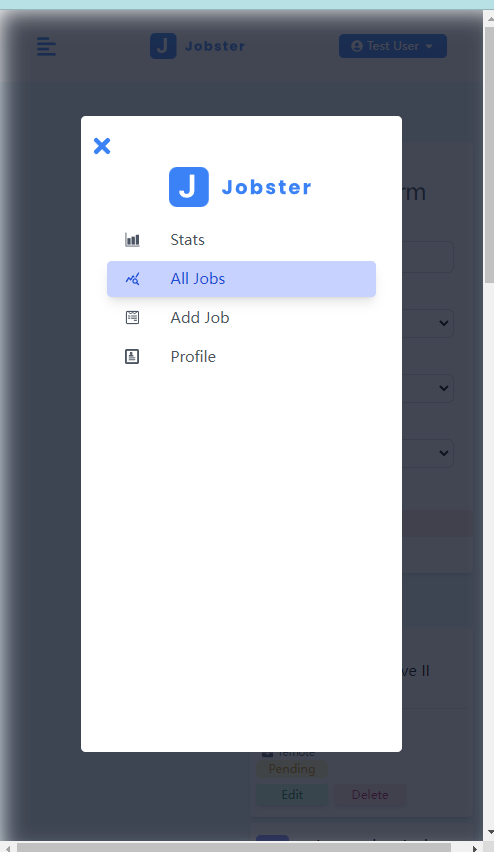 Jobster
Test User
rm
Jobster
Stats
All Jobs
Add Job
Profile
ve II
remote
Pending
Edit
Delete